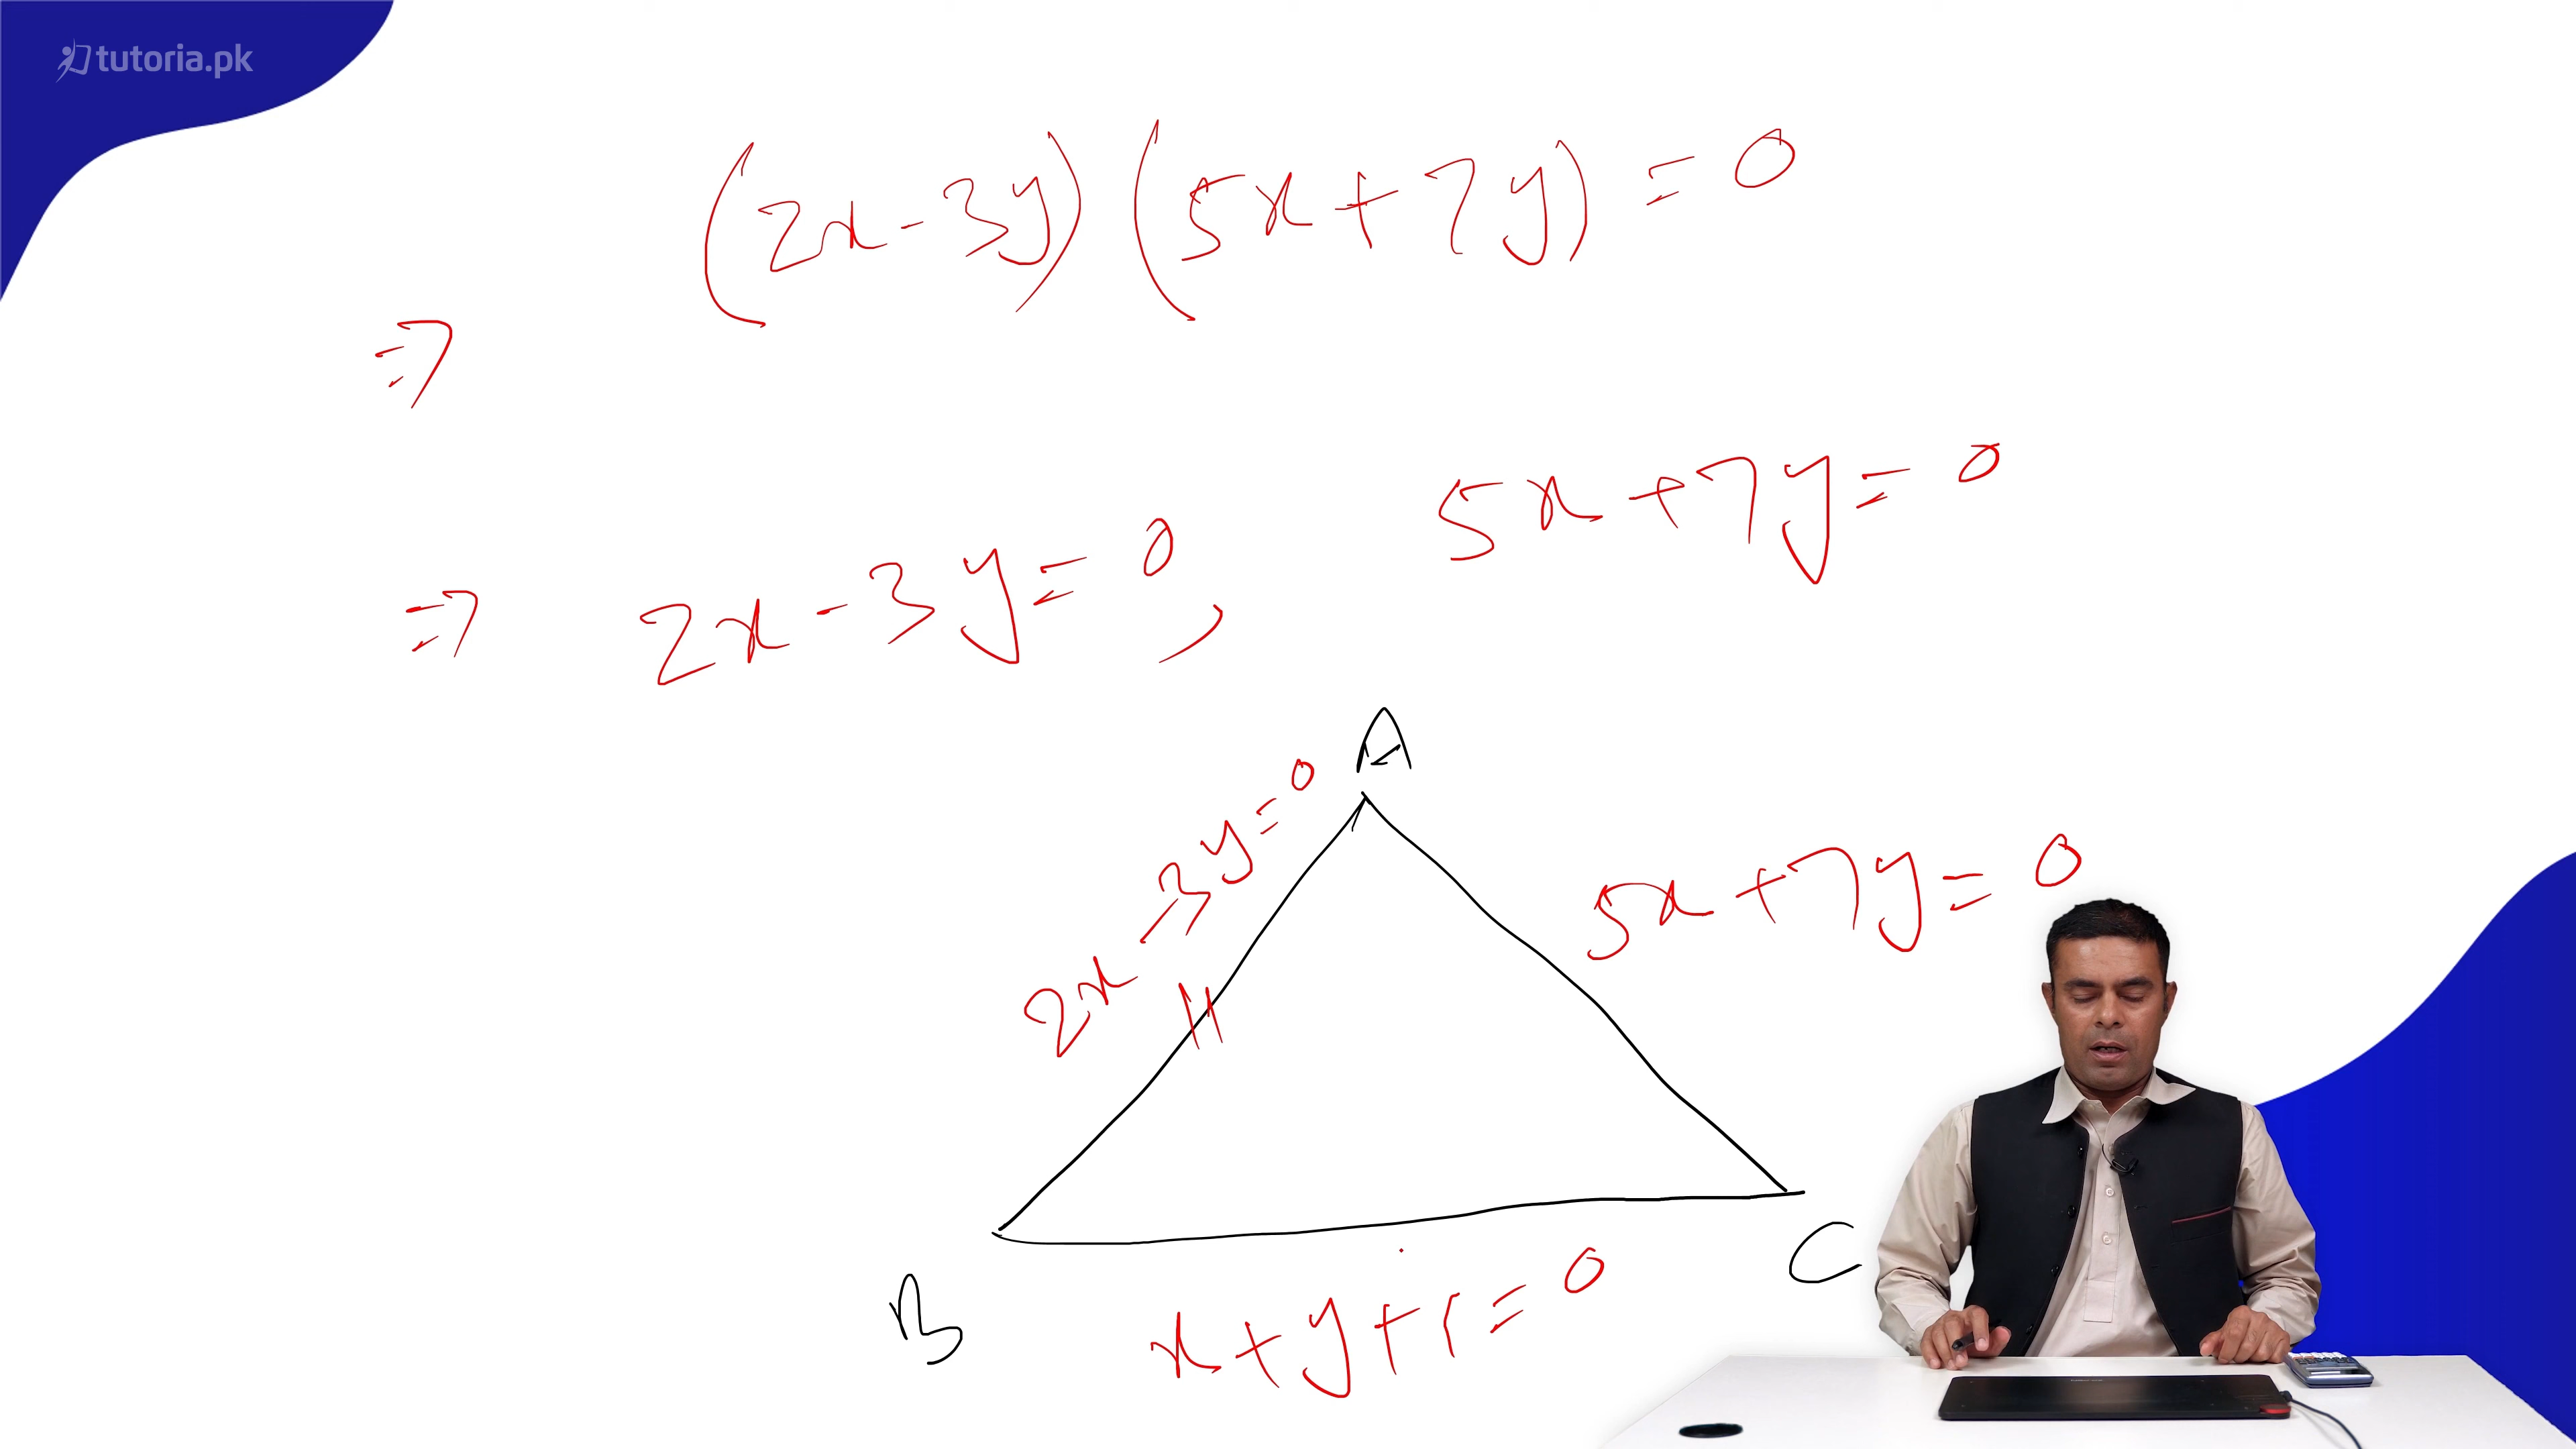 tutoria.pk
(2x-3y)(5x+7y)=0
⇒
⇒ 2x-3y=0, 5x+7y=0
A
2x-3y=0
5x+7y=0
B
C
x+y+1=0